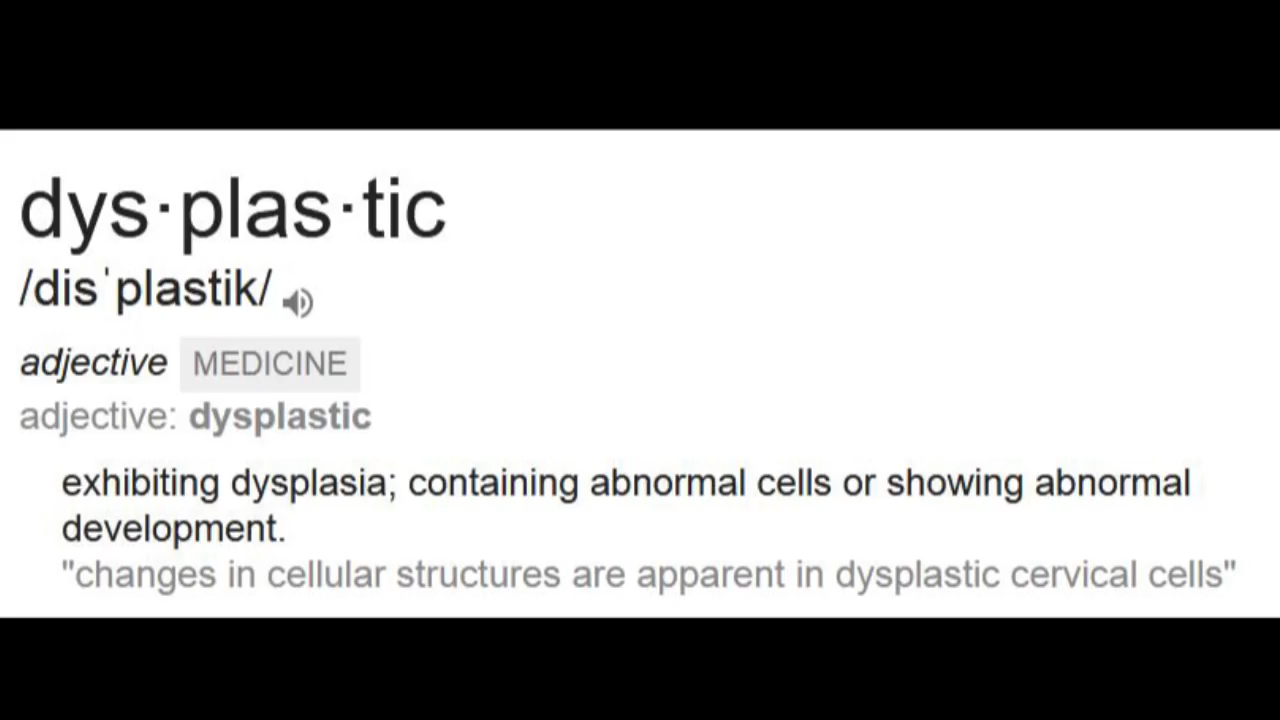 dys·plas·tic
/disˈplastik/
adjective MEDICINE
adjective: dysplastic
exhibiting dysplasia; containing abnormal cells or showing abnormal
development.
"changes in cellular structures are apparent in dysplastic cervical cells"